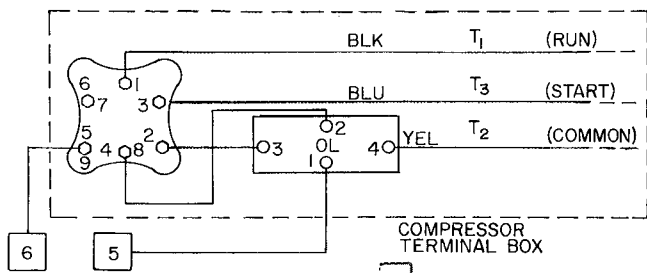 BLK T1 (RUN)
6 1
7 3 BLU T3 (START)
5 2 2
4 8 3 OL 4 YEL T2 (COMMON)
9 1
6 5 COMPRESSOR
TERMINAL BOX